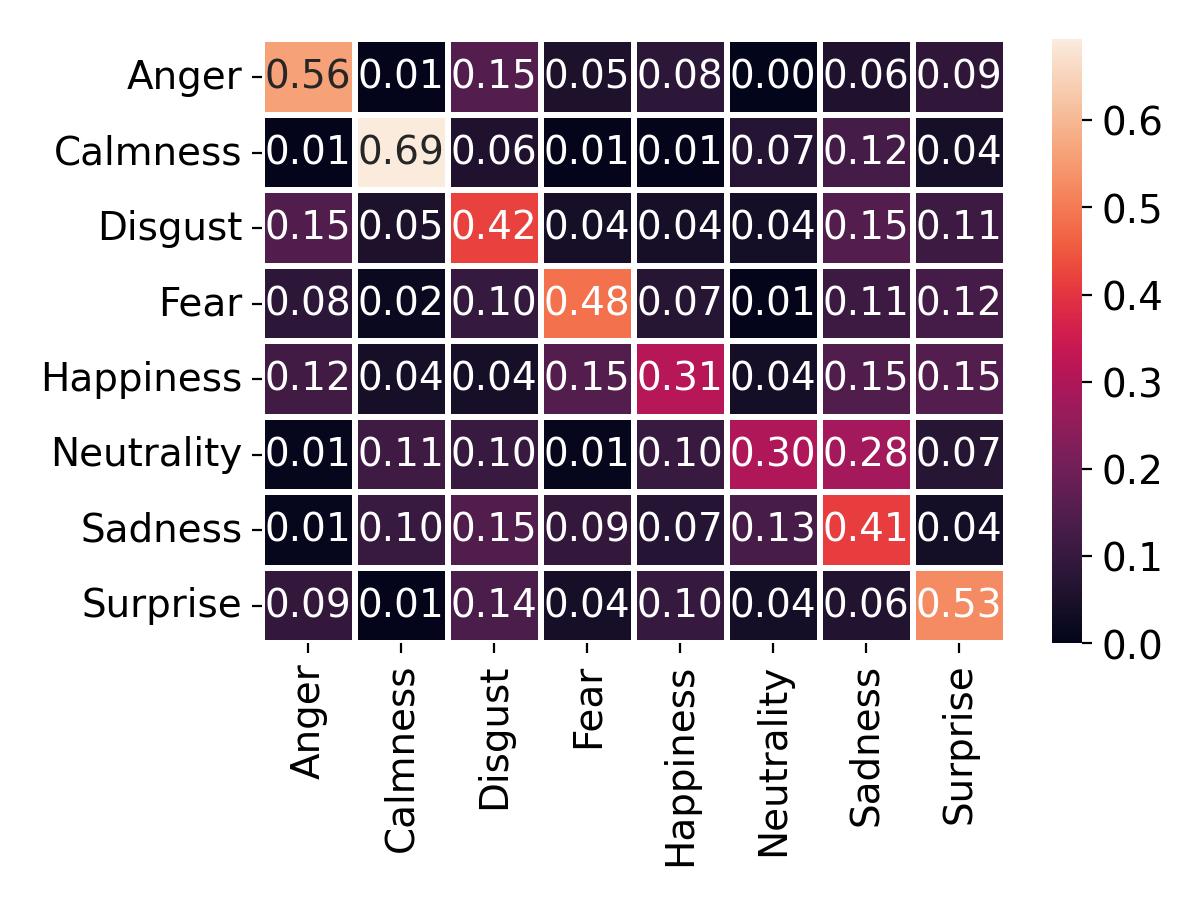 Anger 0.56 0.01 0.15 0.05 0.08 0.00 0.06 0.09
Calmness 0.01 0.69 0.06 0.01 0.01 0.07 0.12 0.04
Disgust 0.15 0.05 0.42 0.04 0.04 0.04 0.15 0.11
Fear 0.08 0.02 0.10 0.48 0.07 0.01 0.11 0.12
Happiness 0.12 0.04 0.04 0.15 0.31 0.04 0.15 0.15
Neutrality 0.01 0.11 0.10 0.01 0.10 0.30 0.28 0.07
Sadness 0.01 0.10 0.15 0.09 0.07 0.13 0.41 0.04
Surprise 0.09 0.01 0.14 0.04 0.10 0.04 0.06 0.53
Anger
Calmness
Disgust
Fear
Happiness
Neutrality
Sadness
Surprise
0.6
0.5
0.4
0.3
0.2
0.1
0.0